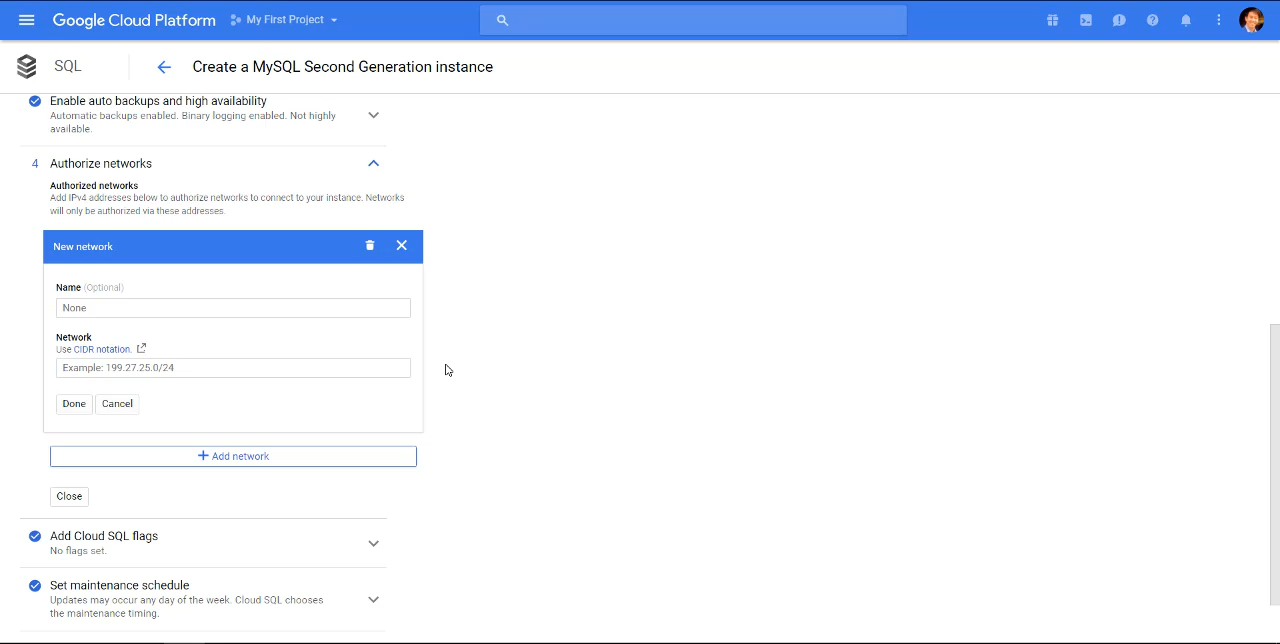 Google Cloud Platform
My First Project
SQL
Create a MySQL Second Generation instance
Enable auto backups and high availability
Automatic backups enabled. Binary logging enabled. Not highly
available.
4 Authorize networks
Authorized networks
Add IPv4 addresses below to authorize networks to connect to your instance. Networks
will only be authorized via these addresses.
New network
Name (Optional)
None
Network
Use CIDR notation.
Example: 199.27.25.0/24
Done Cancel
+ Add network
Close
Add Cloud SQL flags
No flags set.
Set maintenance schedule
Updates may occur any day of the week. Cloud SQL chooses
the maintenance timing.